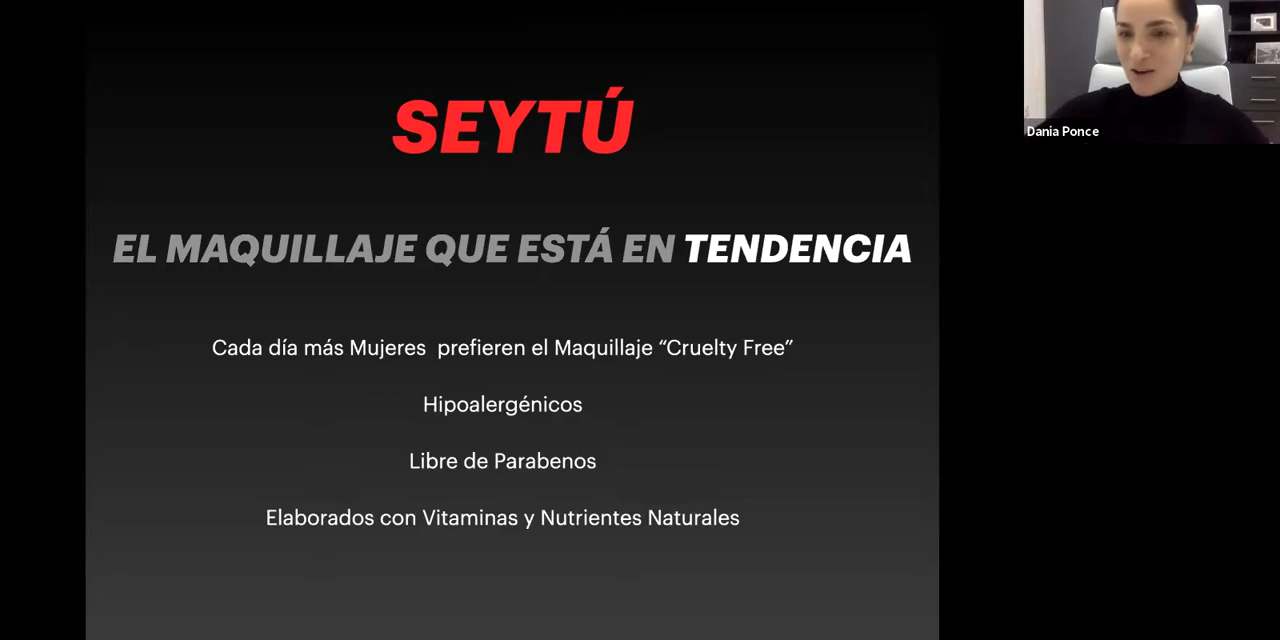 SEYTÚ
EL MAQUILLAJE QUE ESTÁ EN TENDENCIA
Cada día más Mujeres prefieren el Maquillaje “Cruelty Free”
Hipoalergénicos
Libre de Parabenos
Elaborados con Vitaminas y Nutrientes Naturales
Dania Ponce